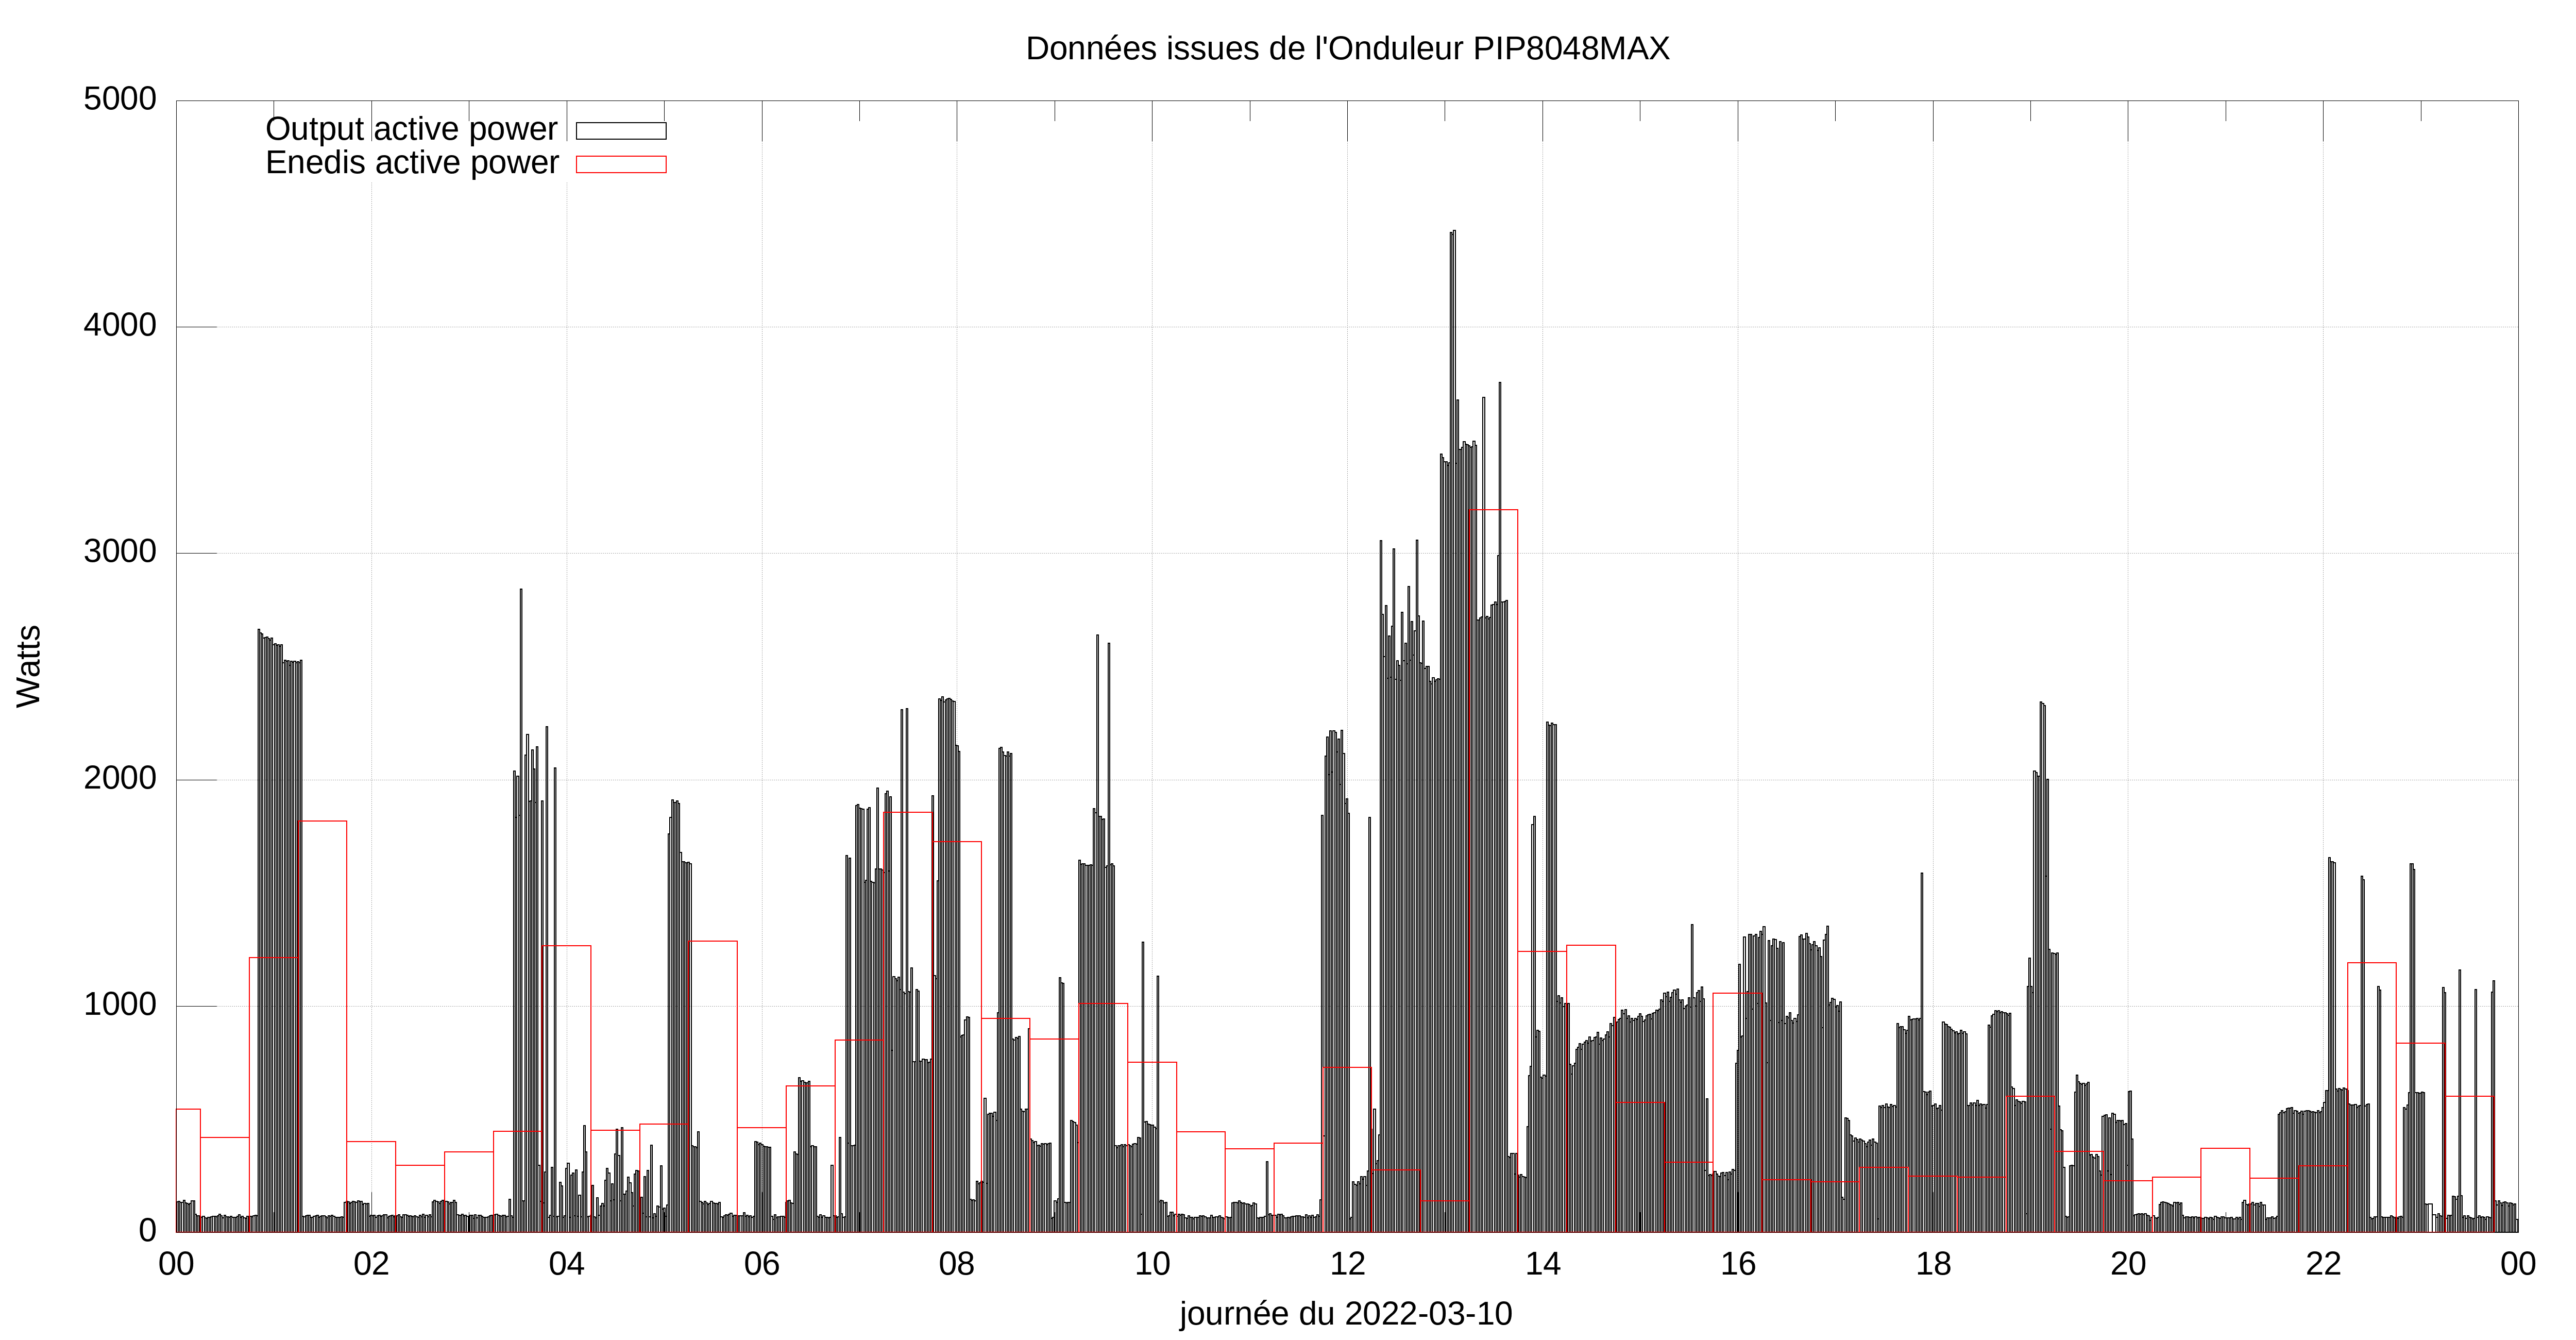 Données issues de l'Onduleur PIP8048MAX
Output active power
Enedis active power
5000
4000
3000
2000
1000
0
Watts
00 02 04 06 08 10 12 14 16 18 20 22 00
journée du 2022-03-10